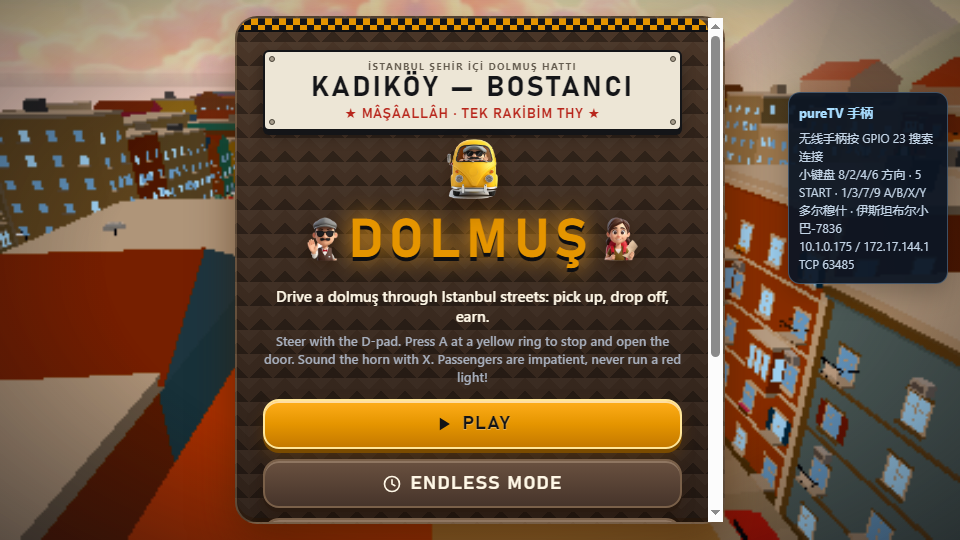 İSTANBUL ŞEHİR İÇİ DOLMUŞ HATTI
KADIKÖY — BOSTANCI
★ MÂŞÂALLÂH · TEK RAKİBİM THY ★
DOLMUŞ
Drive a dolmuş through Istanbul streets: pick up, drop off,
earn.
Steer with the D-pad. Press A at a yellow ring to stop and open the
door. Sound the horn with X. Passengers are impatient, never run a red
light!
PLAY
ENDLESS MODE
pureTV 手柄
无线手柄按 GPIO 23 搜索
连接
小键盘 8/2/4/6 方向 · 5
START · 1/3/7/9 A/B/X/Y
多尔穆什 · 伊斯坦布尔小
巴-7836
10.1.0.175 / 172.17.144.1
TCP 63485